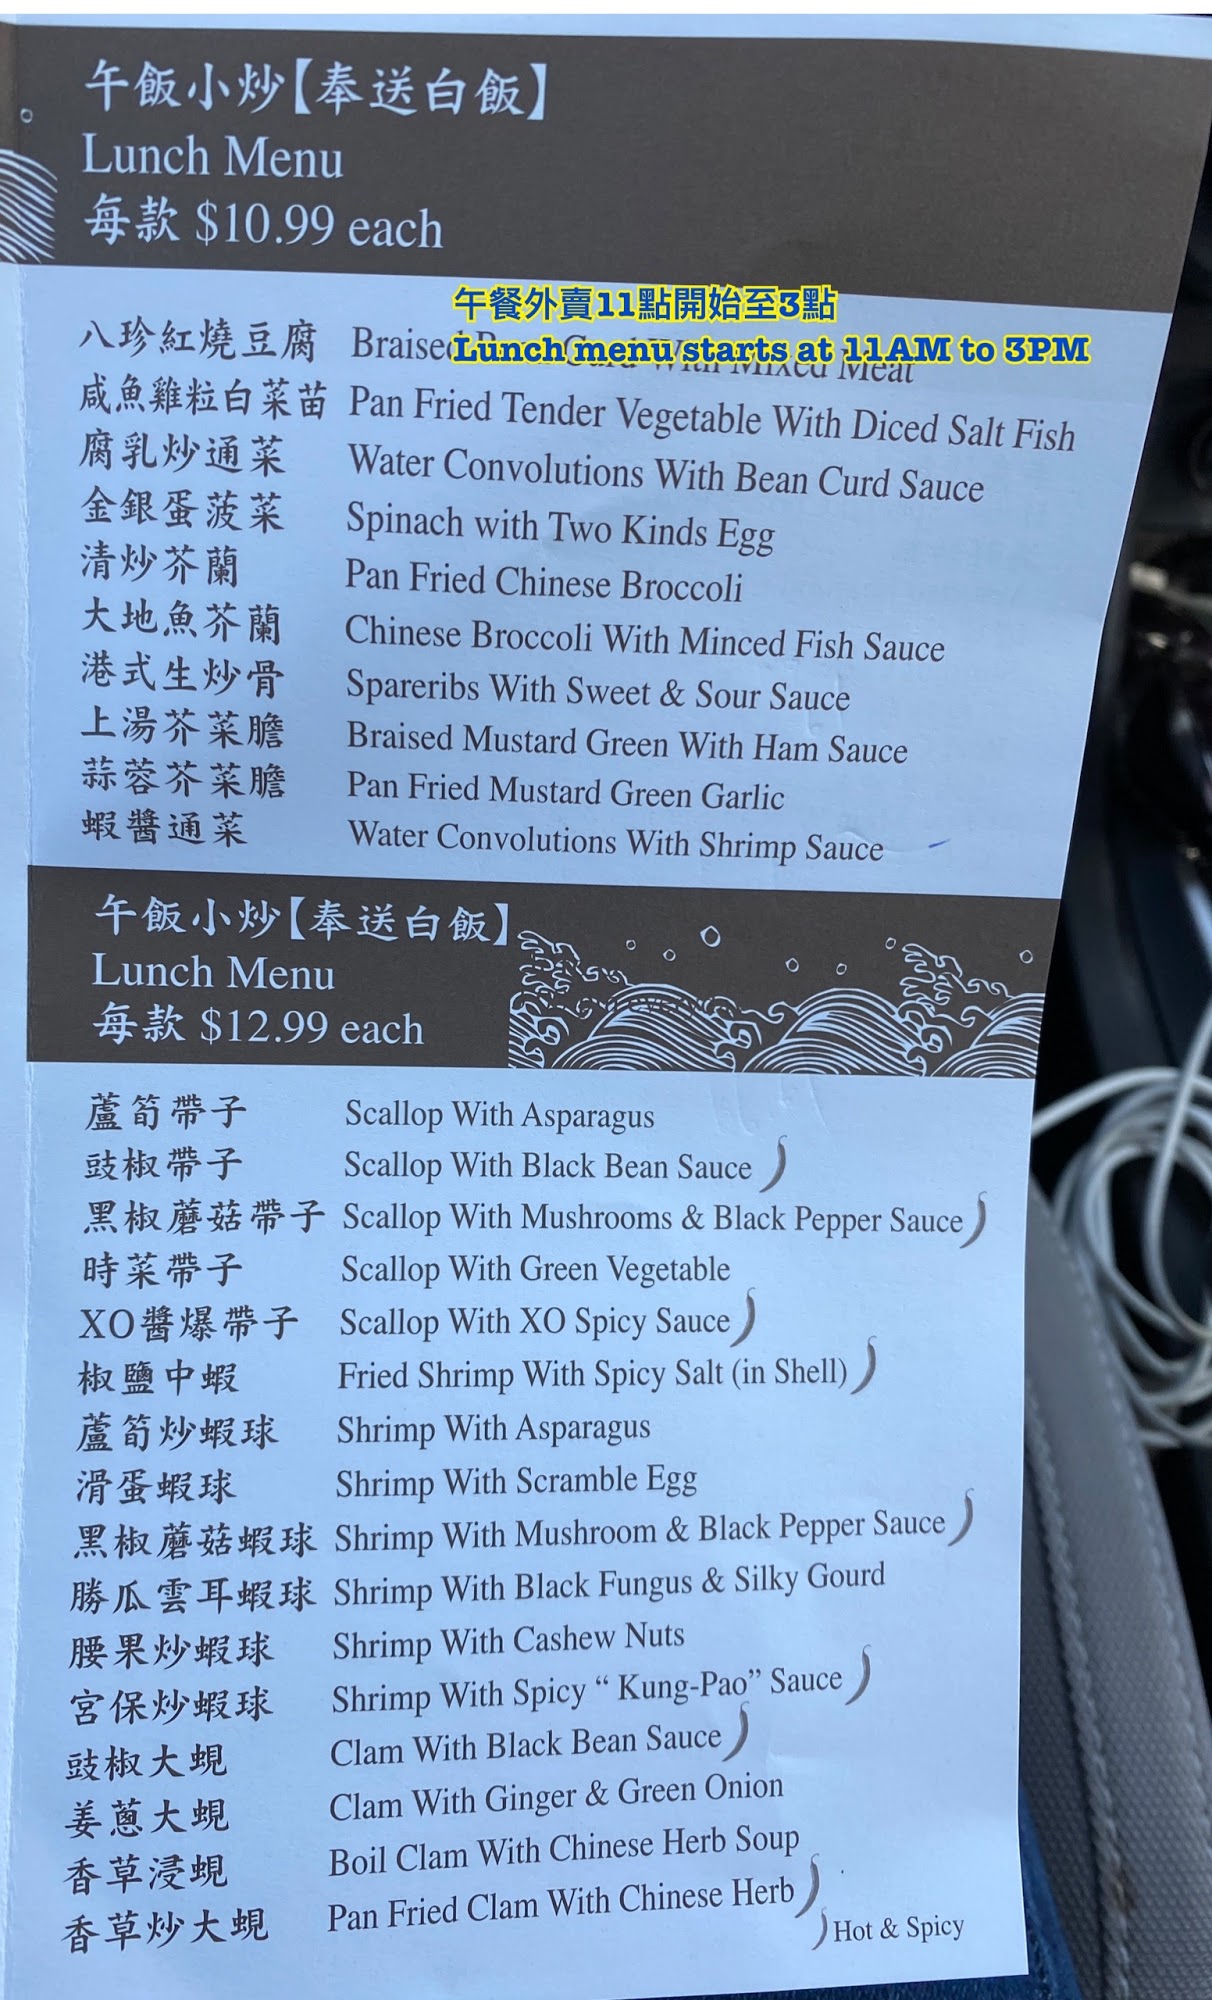 午飯小炒【奉送白飯】
Lunch Menu
每款 $10.99 each
午餐外賣11點開始至3點
Lunch menu starts at 11AM to 3PM
八珍紅燒豆腐 Braised Bean Curd With Mixed Meat
咸魚雞粒白菜苗 Pan Fried Tender Vegetable With Diced Salt Fish
腐乳炒通菜 Water Convolutions With Bean Curd Sauce
金銀蛋菠菜 Spinach with Two Kinds Egg
清炒芥蘭 Pan Fried Chinese Broccoli
大地魚芥蘭 Chinese Broccoli With Minced Fish Sauce
港式生炒骨 Spareribs With Sweet & Sour Sauce
上湯芥菜膽 Braised Mustard Green With Ham Sauce
蒜蓉芥菜膽 Pan Fried Mustard Green Garlic
蝦醬通菜 Water Convolutions With Shrimp Sauce
午飯小炒【奉送白飯】
Lunch Menu
每款 $12.99 each
蘆筍帶子 Scallop With Asparagus
豉椒帶子 Scallop With Black Bean Sauce
黑椒蘑菇帶子 Scallop With Mushrooms & Black Pepper Sauce
時菜帶子 Scallop With Green Vegetable
XO醬爆帶子 Scallop With XO Spicy Sauce
椒鹽中蝦 Fried Shrimp With Spicy Salt (in Shell)
蘆筍炒蝦球 Shrimp With Asparagus
滑蛋蝦球 Shrimp With Scramble Egg
黑椒蘑菇蝦球 Shrimp With Mushroom & Black Pepper Sauce
勝瓜雲耳蝦球 Shrimp With Black Fungus & Silky Gourd
腰果炒蝦球 Shrimp With Cashew Nuts
宮保炒蝦球 Shrimp With Spicy “ Kung-Pao” Sauce
豉椒大蜆 Clam With Black Bean Sauce
姜蔥大蜆 Clam With Ginger & Green Onion
香草浸蜆 Boil Clam With Chinese Herb Soup
香草炒大蜆 Pan Fried Clam With Chinese Herb
Hot & Spicy